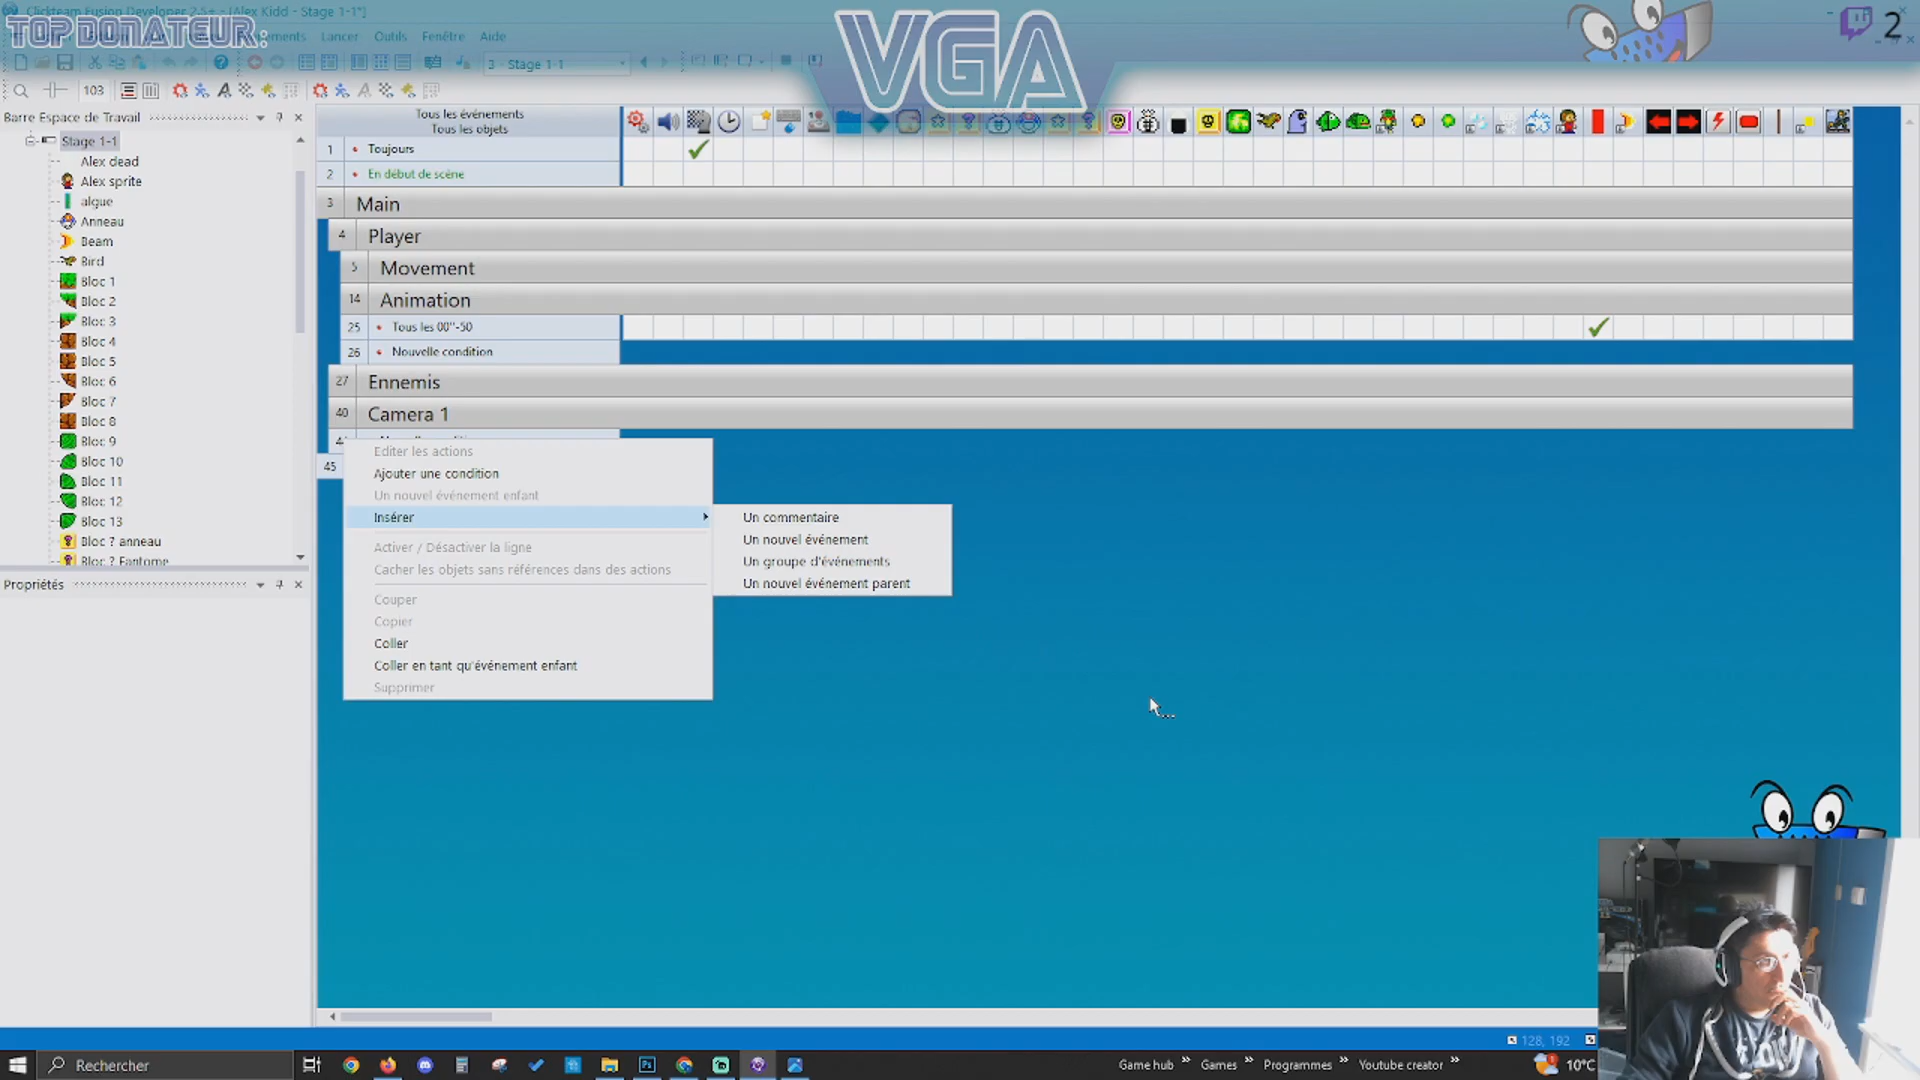 Clickteam Fusion Developer 2.5+ - [Alex Kidd - Stage 1-1*]
TOP DONATEUR:
Lancer Outils Fenêtre Aide
VGA
2
3 - Stage 1-1
103
Barre Espace de Travail
Stage 1-1
Alex dead
Alex sprite
algue
Anneau
Beam
Bird
Bloc 1
Bloc 2
Bloc 3
Bloc 4
Bloc 5
Bloc 6
Bloc 7
Bloc 8
Bloc 9
Bloc 10
Bloc 11
Bloc 12
Bloc 13
Bloc ? anneau
Bloc ? Fantome
Propriétés
Tous les événements
Tous les objets
1 Toujours
2 En début de scène
3 Main
4 Player
5 Movement
14 Animation
25 Tous les 00''-50
26 Nouvelle condition
27 Ennemis
40 Camera 1
45
Editer les actions
Ajouter une condition
Un nouvel événement enfant
Insérer
Activer / Désactiver la ligne
Cacher les objets sans références dans des actions
Couper
Copier
Coller
Coller en tant qu'événement enfant
Supprimer
Un commentaire
Un nouvel événement
Un groupe d'événements
Un nouvel événement parent
128, 192
Rechercher
Game hub Games Programmes Youtube creator
10°C